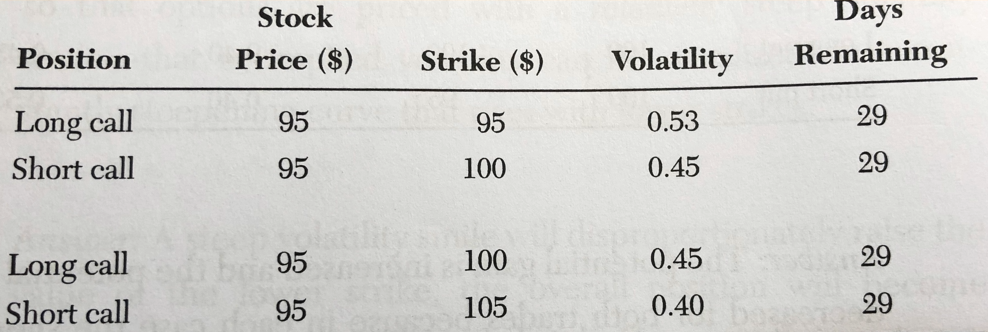 Stock Days
Position Price ($) Strike ($) Volatility Remaining
Long call 95 95 0.53 29
Short call 95 100 0.45 29
Long call 95 100 0.45 29
Short call 95 105 0.40 29